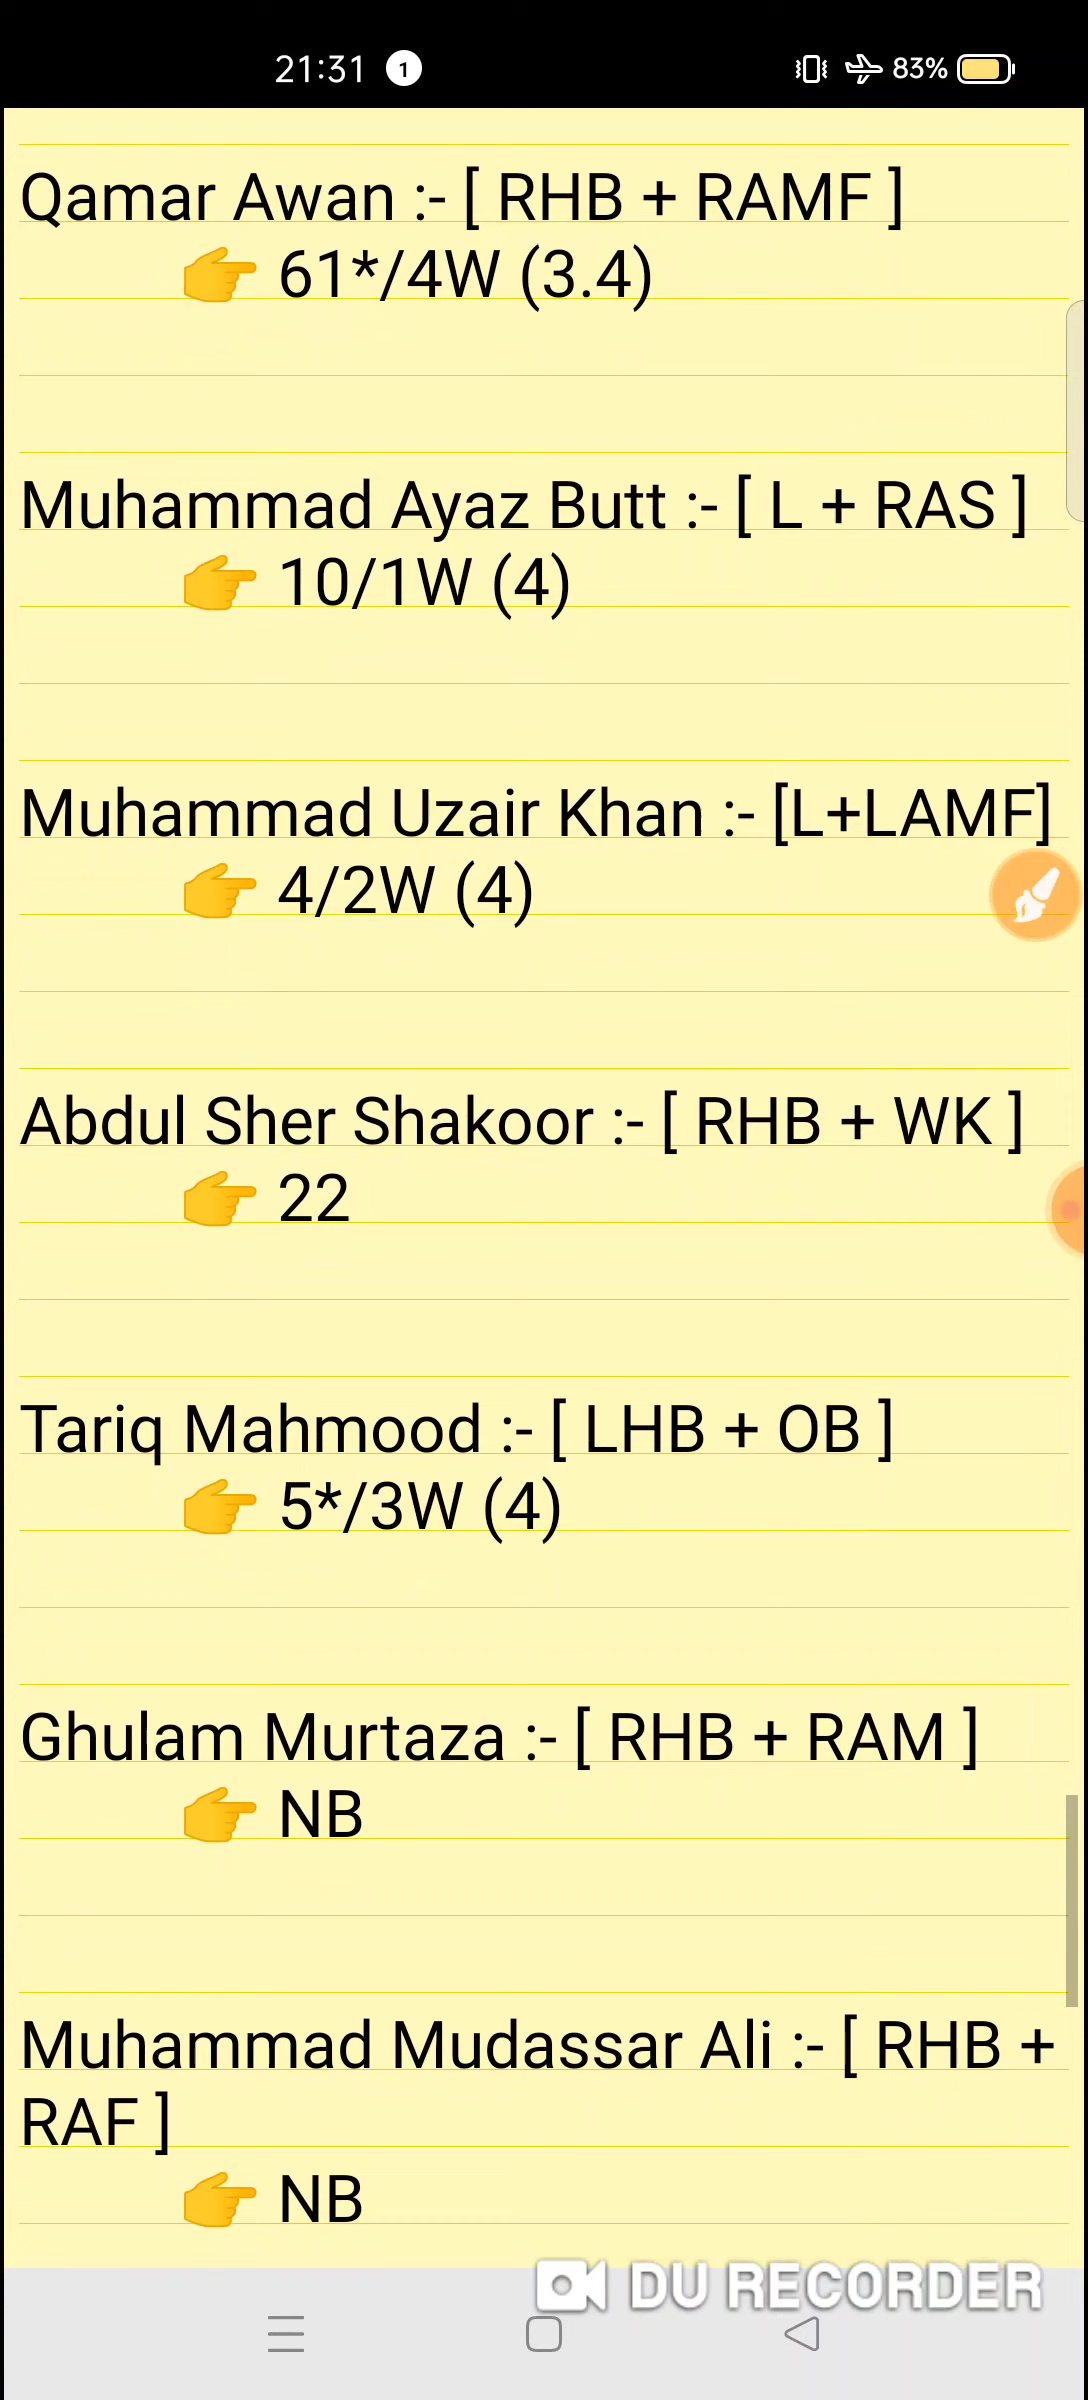 21:31 1 83%
Qamar Awan :- [ RHB + RAMF ]
👉 61*/4W (3.4)
Muhammad Ayaz Butt :- [ L + RAS ]
👉 10/1W (4)
Muhammad Uzair Khan :- [L+LAMF]
👉 4/2W (4)
Abdul Sher Shakoor :- [ RHB + WK ]
👉 22
Tariq Mahmood :- [ LHB + OB ]
👉 5*/3W (4)
Ghulam Murtaza :- [ RHB + RAM ]
👉 NB
Muhammad Mudassar Ali :- [ RHB +
RAF ]
👉 NB
DU RECORDER